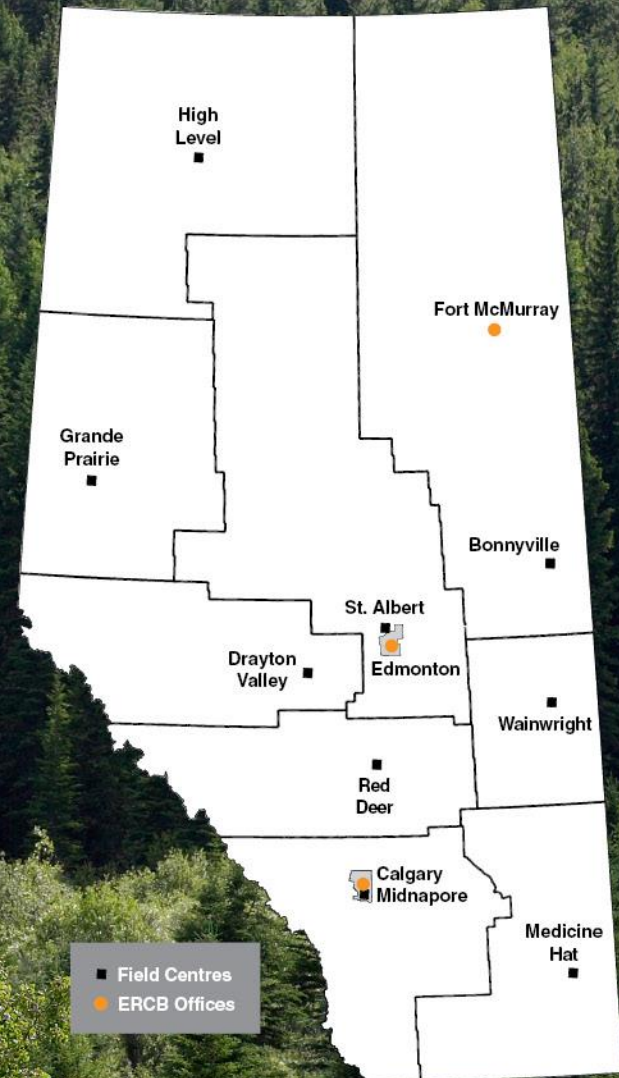 High
Level
Fort McMurray
Grande
Prairie
Bonnyville
St. Albert
Edmonton
Drayton
Valley
Wainwright
Red
Deer
Calgary
Midnapore
Medicine
Hat
Field Centres
ERCB Offices